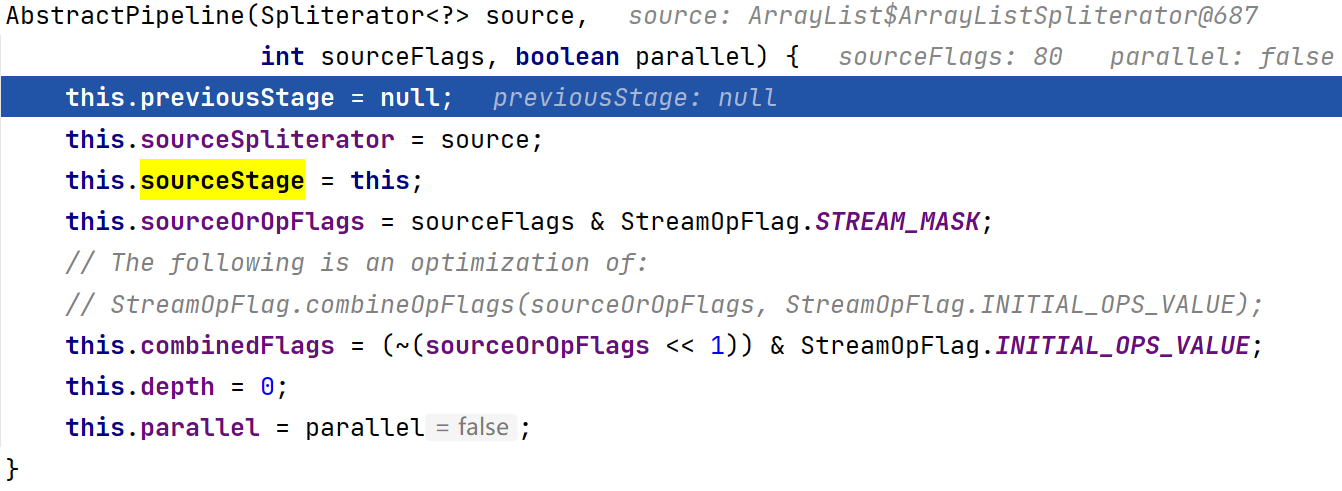 AbstractPipeline(Spliterator<?> source,   source: ArrayList$ArrayListSpliterator@687
                 int sourceFlags, boolean parallel) {   sourceFlags: 80   parallel: false
    this.previousStage = null;   previousStage: null
    this.sourceSpliterator = source;
    this.sourceStage = this;
    this.sourceOrOpFlags = sourceFlags & StreamOpFlag.STREAM_MASK;
    // The following is an optimization of:
    // StreamOpFlag.combineOpFlags(sourceOrOpFlags, StreamOpFlag.INITIAL_OPS_VALUE);
    this.combinedFlags = (~(sourceOrOpFlags << 1)) & StreamOpFlag.INITIAL_OPS_VALUE;
    this.depth = 0;
    this.parallel = parallel = false ;
}